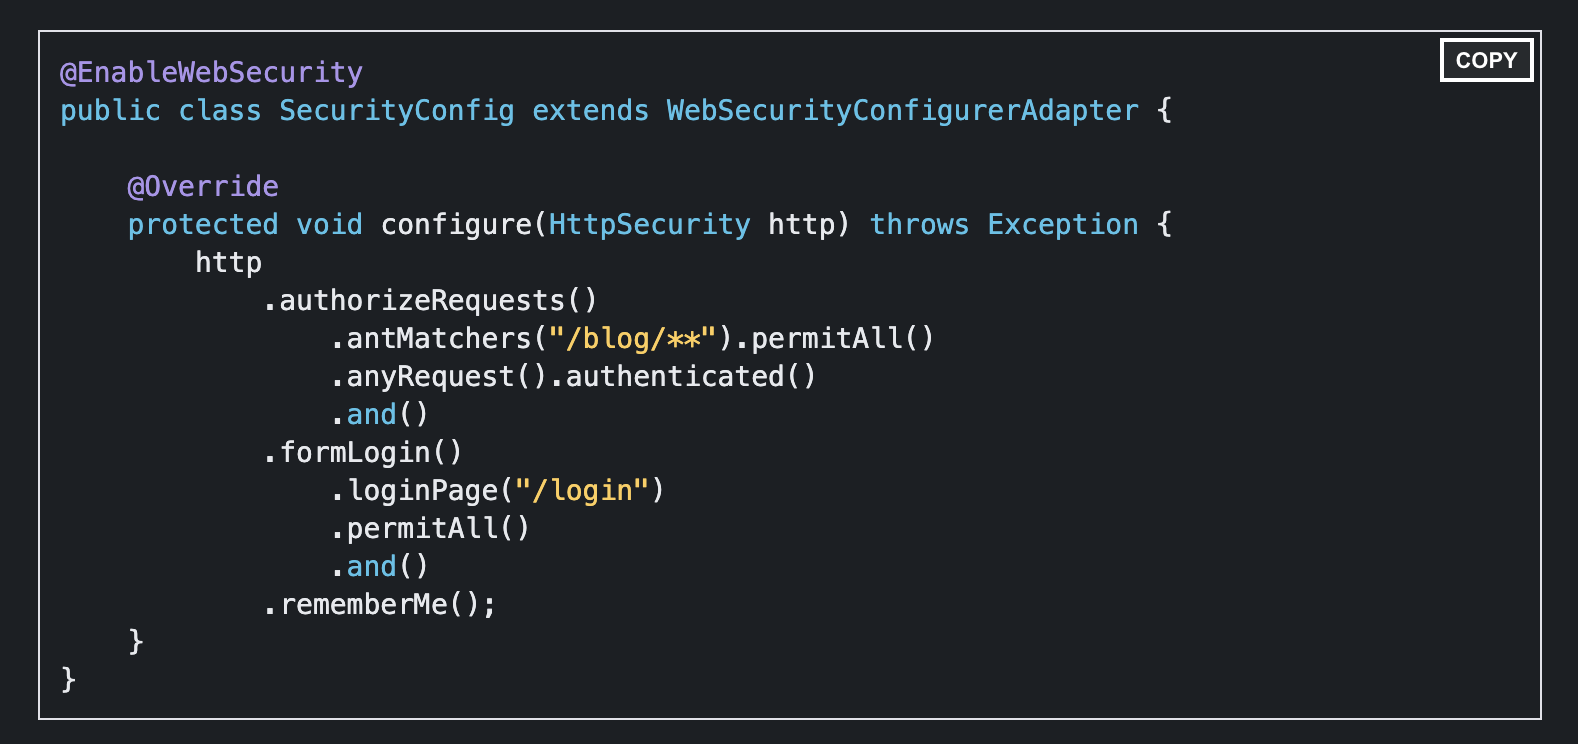 COPY
@EnableWebSecurity
public class SecurityConfig extends WebSecurityConfigurerAdapter {
@Override
protected void configure(HttpSecurity http) throws Exception {
http
.authorizeRequests()
.antMatchers("/blog/**").permitAll()
.anyRequest().authenticated()
.and()
.formLogin()
.loginPage("/login")
.permitAll()
.and()
.rememberMe();
}
}